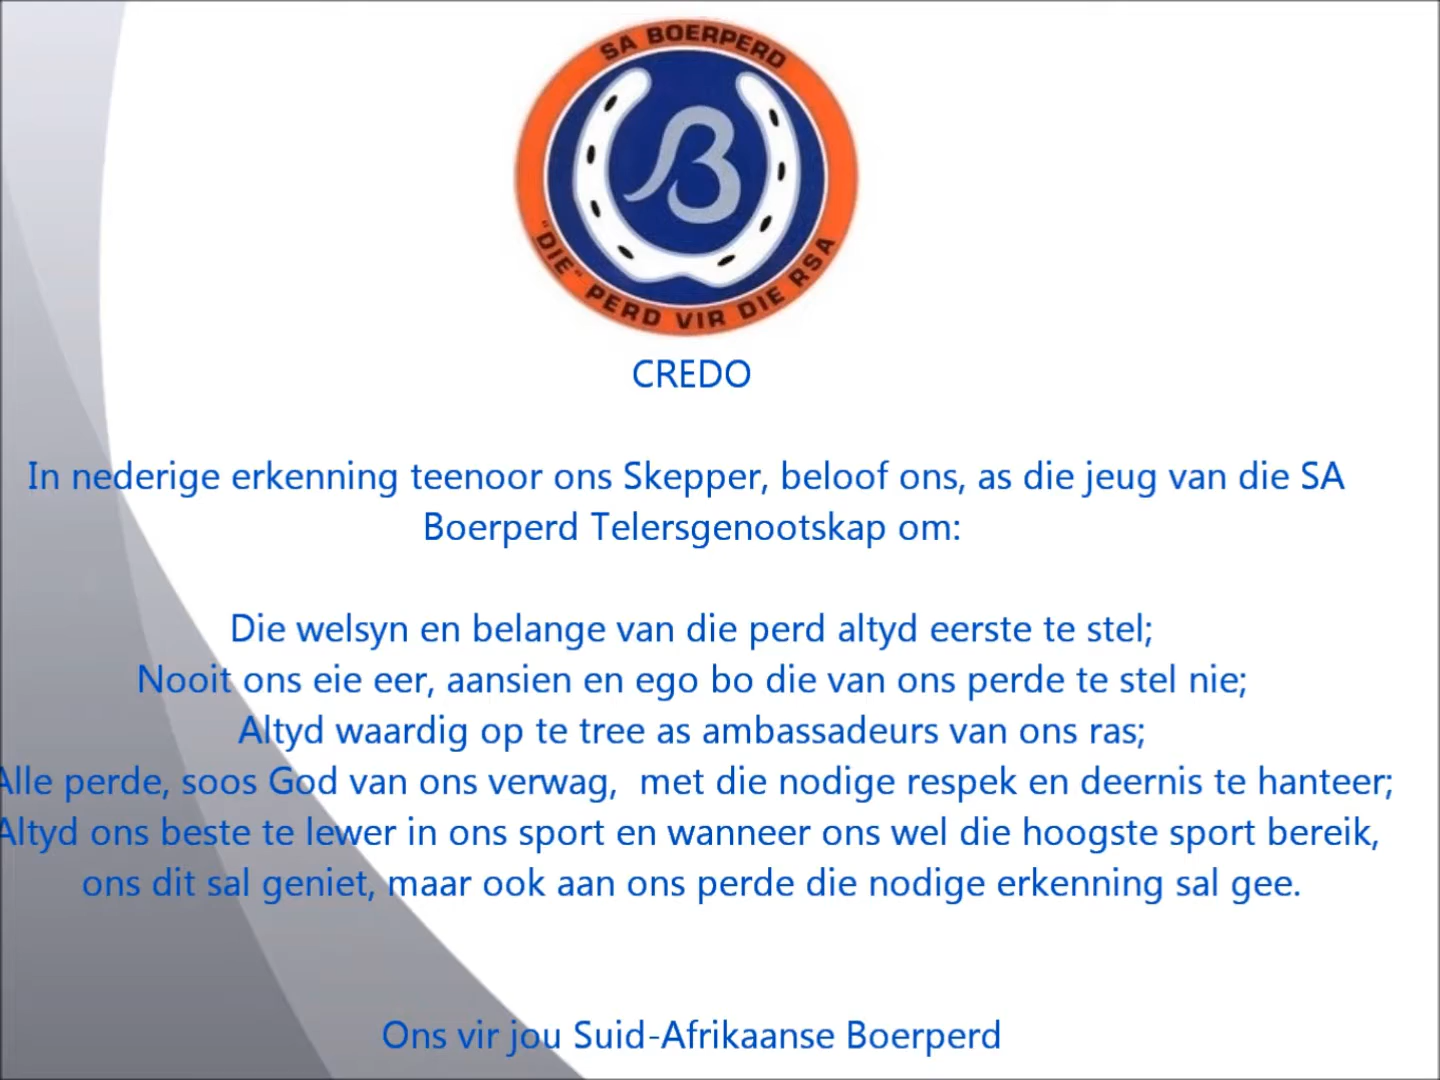 SA BOERPERD
B
"DIE" PERD VIR DIE RSA
CREDO
In nederige erkenning teenoor ons Skepper, beloof ons, as die jeug van die SA
Boerperd Telersgenootskap om:
Die welsyn en belange van die perd altyd eerste te stel;
Nooit ons eie eer, aansien en ego bo die van ons perde te stel nie;
Altyd waardig op te tree as ambassadeurs van ons ras;
Alle perde, soos God van ons verwag, met die nodige respek en deernis te hanteer;
Altyd ons beste te lewer in ons sport en wanneer ons wel die hoogste sport bereik,
ons dit sal geniet, maar ook aan ons perde die nodige erkenning sal gee.
Ons vir jou Suid-Afrikaanse Boerperd